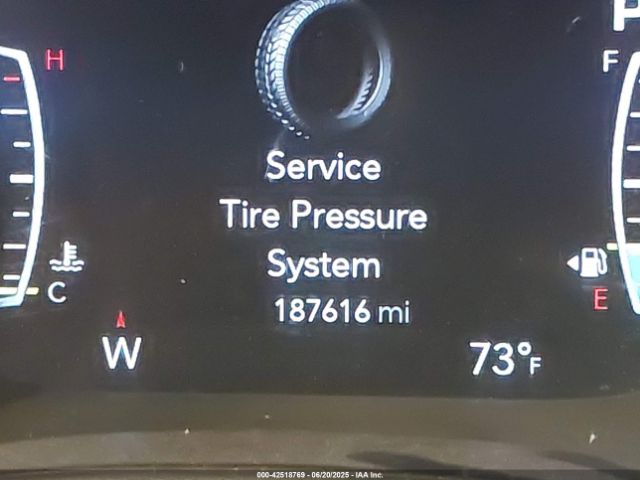 H
F
Service
Tire Pressure
System
C
E
187616 mi
W
73°F
000-42518769 - 06/20/2025 - IAA Inc.